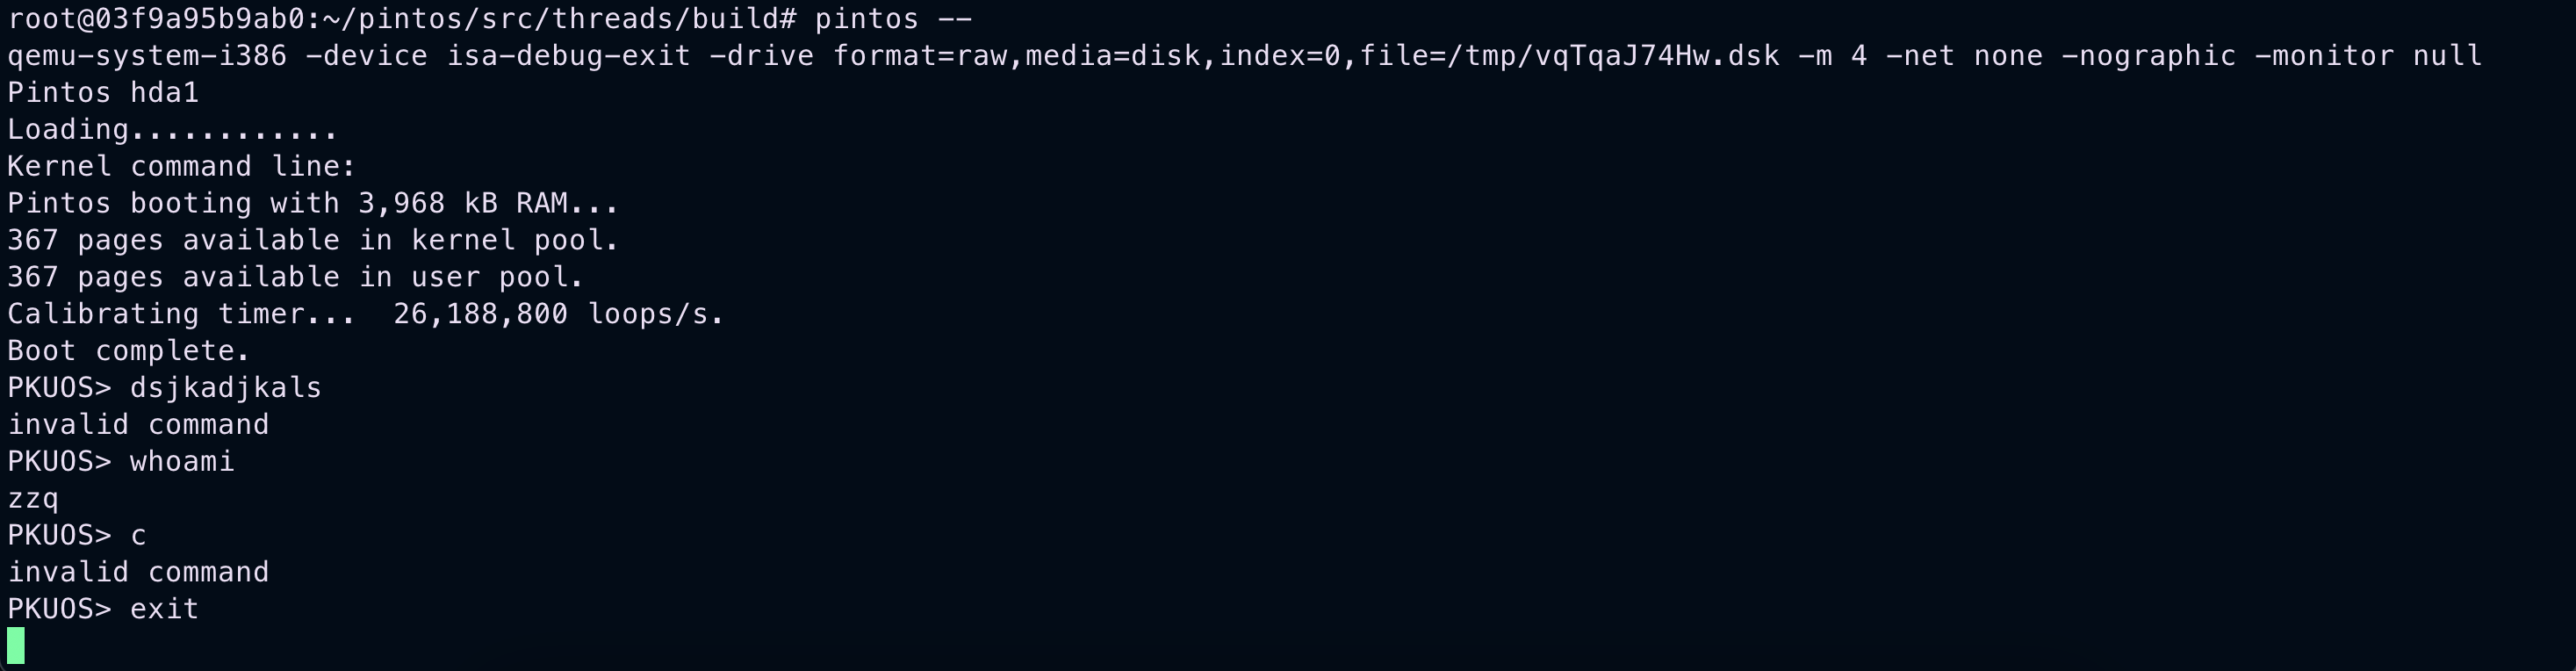 root@03f9a95b9ab0:~/pintos/src/threads/build# pintos --
qemu-system-i386 -device isa-debug-exit -drive format=raw,media=disk,index=0,file=/tmp/vqTqaJ74Hw.dsk -m 4 -net none -nographic -monitor null
Pintos hda1
Loading............
Kernel command line:
Pintos booting with 3,968 kB RAM...
367 pages available in kernel pool.
367 pages available in user pool.
Calibrating timer...  26,188,800 loops/s.
Boot complete.
PKUOS> dsjkadjkals
invalid command
PKUOS> whoami
zzq
PKUOS> c
invalid command
PKUOS> exit